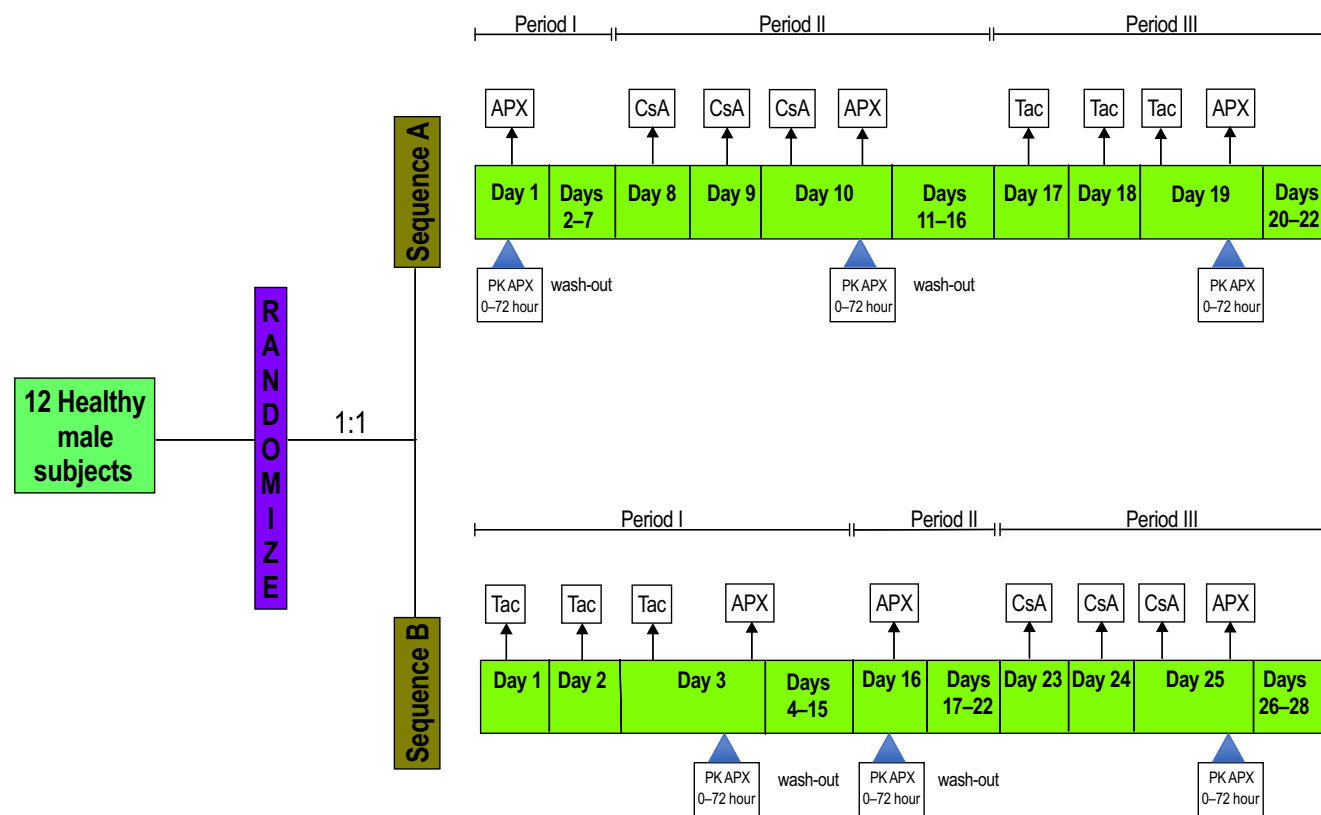 Period I
Period II
Period III
APX
CsA
CsA
CsA
APX
Tac
Tac
Tac
APX
Sequence A
Day 1
Days
2–7
Day 8
Day 9
Day 10
Days
11–16
Day 17
Day 18
Day 19
Days
20–22
PK APX
0–72 hour
wash-out
PK APX
0–72 hour
wash-out
PK APX
0–72 hour
12 Healthy
male
subjects
RANDOMIZE
1:1
Period I
Period II
Period III
Tac
Tac
Tac
APX
APX
CsA
CsA
CsA
APX
Sequence B
Day 1
Day 2
Day 3
Days
4–15
Day 16
Days
17–22
Day 23
Day 24
Day 25
Days
26–28
PK APX
0–72 hour
wash-out
PK APX
0–72 hour
wash-out
PK APX
0–72 hour